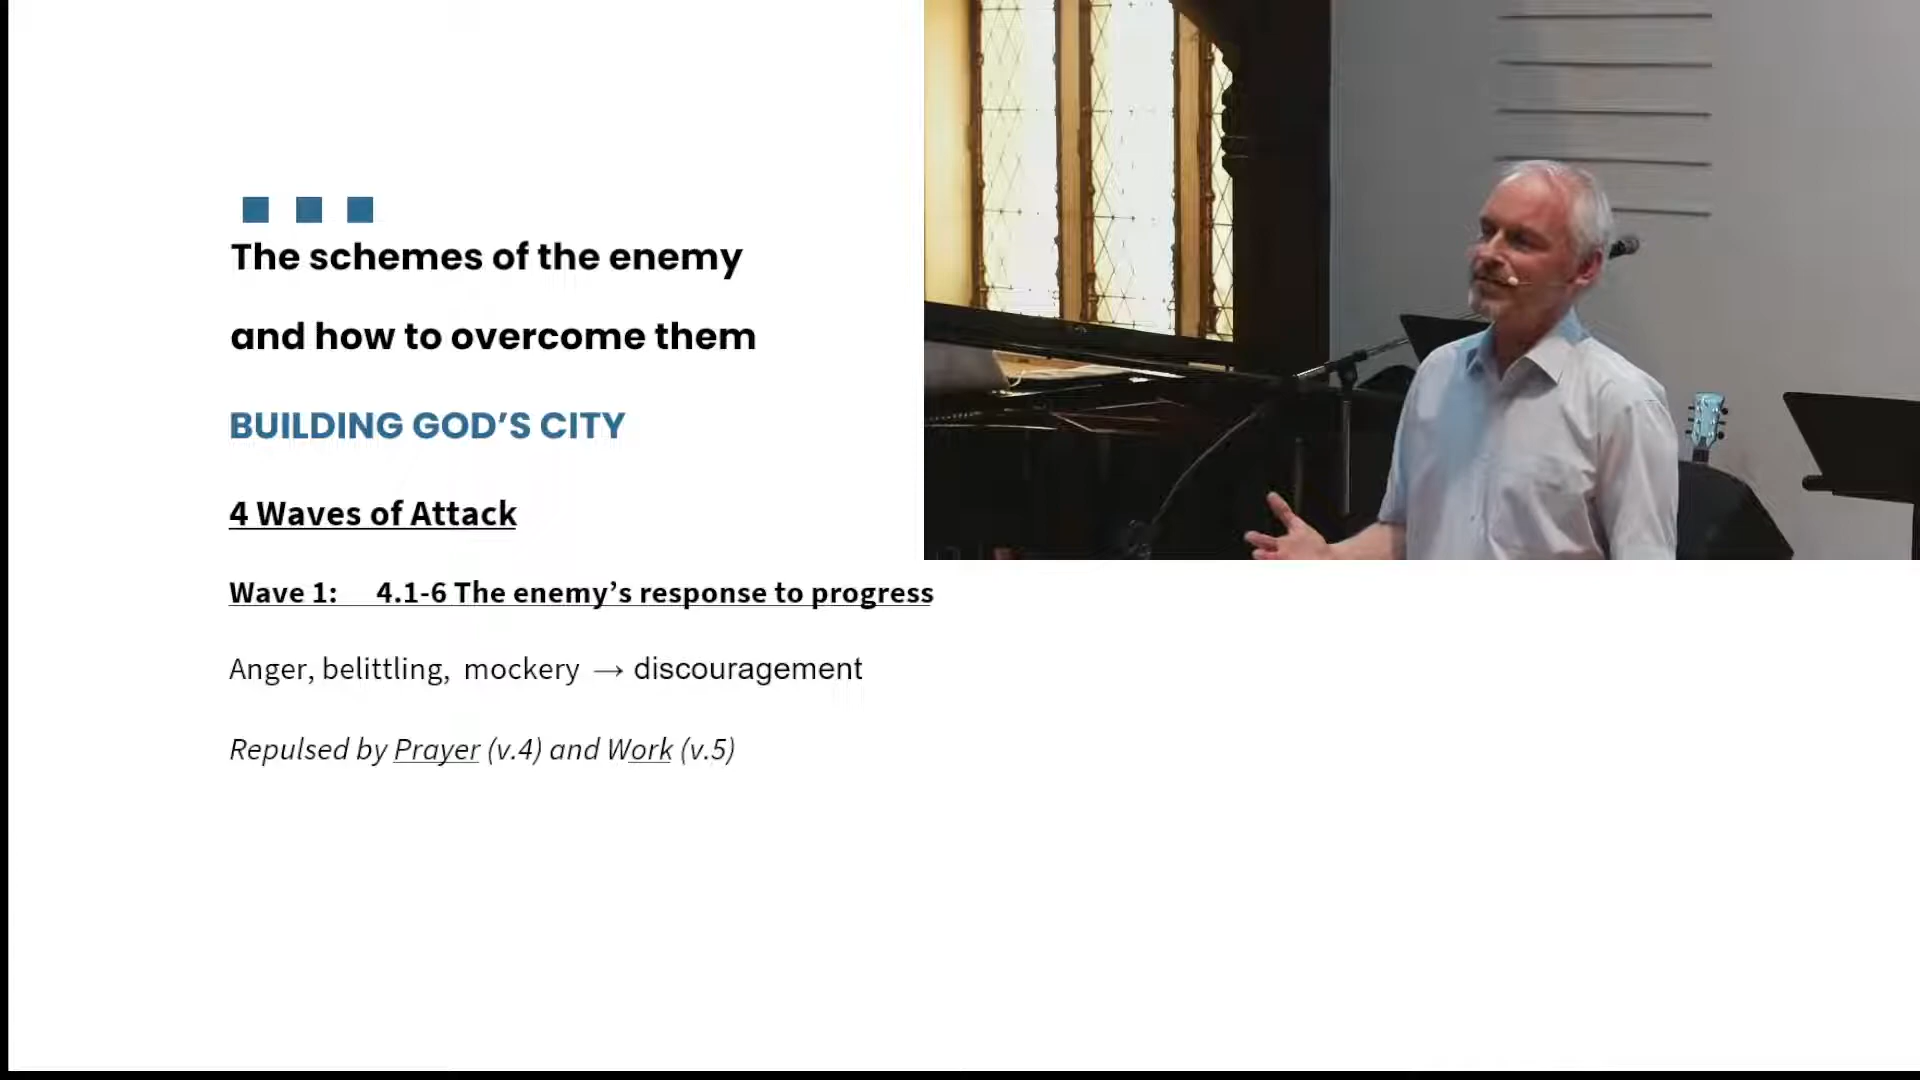 The schemes of the enemy
and how to overcome them
BUILDING GOD’S CITY
4 Waves of Attack
Wave 1: 4.1-6 The enemy’s response to progress
Anger, belittling, mockery → discouragement
Repulsed by Prayer (v.4) and Work (v.5)